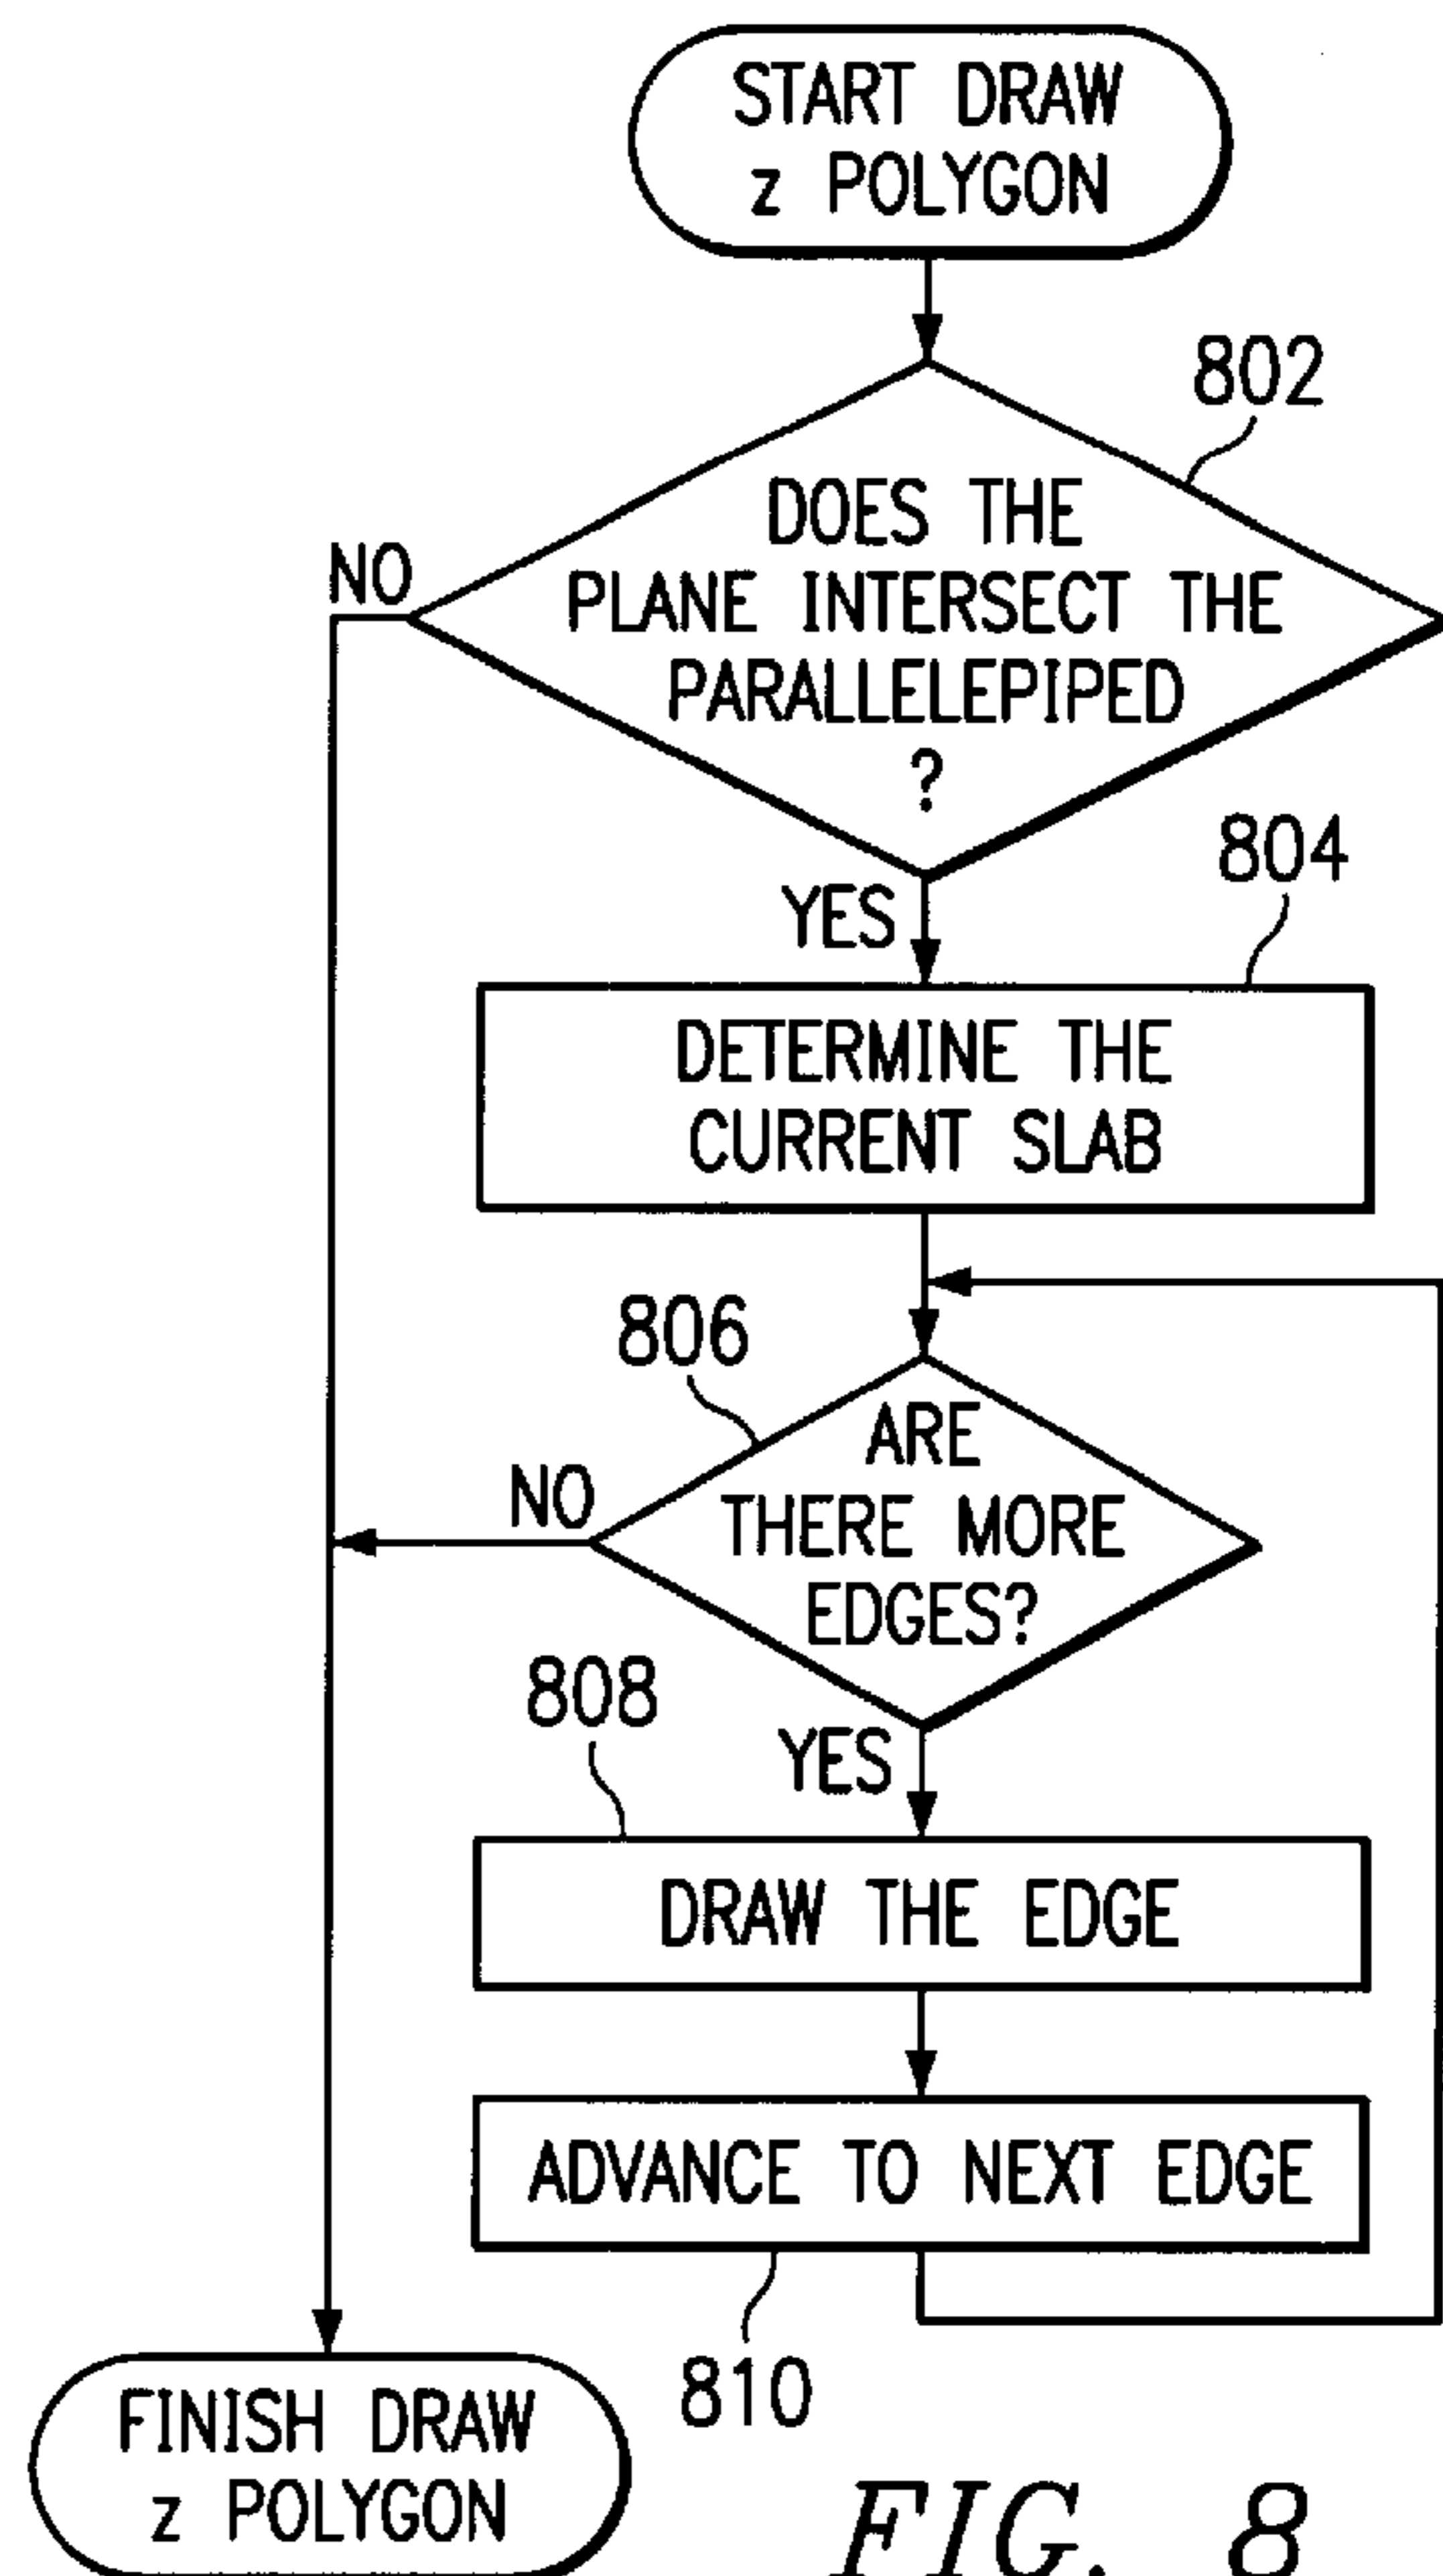 START DRAW
z POLYGON
802
DOES THE
PLANE INTERSECT THE
PARALLELEPIPED
?
NO
YES
804
DETERMINE THE
CURRENT SLAB
806
ARE
THERE MORE
EDGES?
NO
YES
808
DRAW THE EDGE
ADVANCE TO NEXT EDGE
810
FINISH DRAW
z POLYGON
FIG. 8